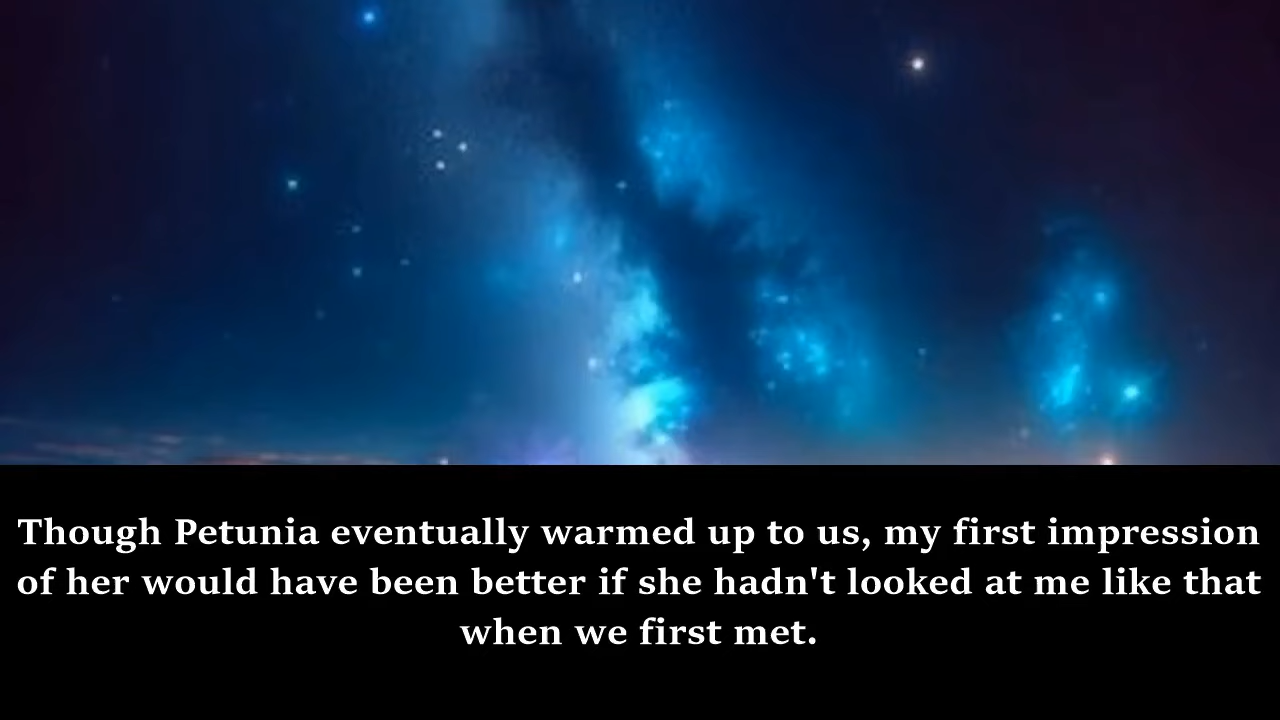 Though Petunia eventually warmed up to us, my first impression
of her would have been better if she hadn't looked at me like that
when we first met.